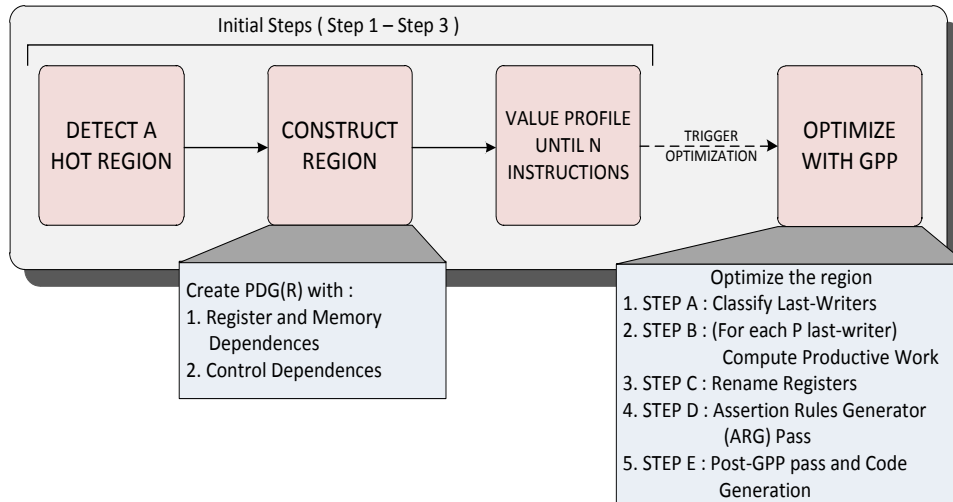 Initial Steps ( Step 1 – Step 3 )
DETECT A
HOT REGION
CONSTRUCT
REGION
VALUE PROFILE
UNTIL N
INSTRUCTIONS
TRIGGER
OPTIMIZATION
OPTIMIZE
WITH GPP
Create PDG(R) with :
1. Register and Memory
Dependences
2. Control Dependences
Optimize the region
1. STEP A : Classify Last-Writers
2. STEP B : (For each P last-writer)
Compute Productive Work
3. STEP C : Rename Registers
4. STEP D : Assertion Rules Generator
(ARG) Pass
5. STEP E : Post-GPP pass and Code
Generation